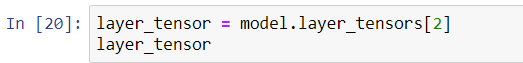 In [20]: layer_tensor = model.layer_tensors[2]
layer_tensor